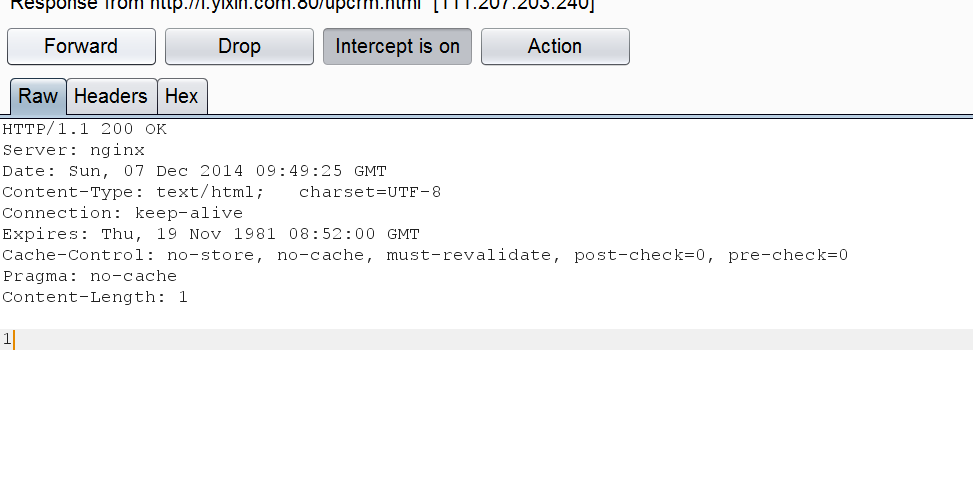 Response from http://i.yixin.com:80/upcrm.html [111.207.203.240]
Forward Drop Intercept is on Action
Raw Headers Hex
HTTP/1.1 200 OK
Server: nginx
Date: Sun, 07 Dec 2014 09:49:25 GMT
Content-Type: text/html;   charset=UTF-8
Connection: keep-alive
Expires: Thu, 19 Nov 1981 08:52:00 GMT
Cache-Control: no-store, no-cache, must-revalidate, post-check=0, pre-check=0
Pragma: no-cache
Content-Length: 1
1